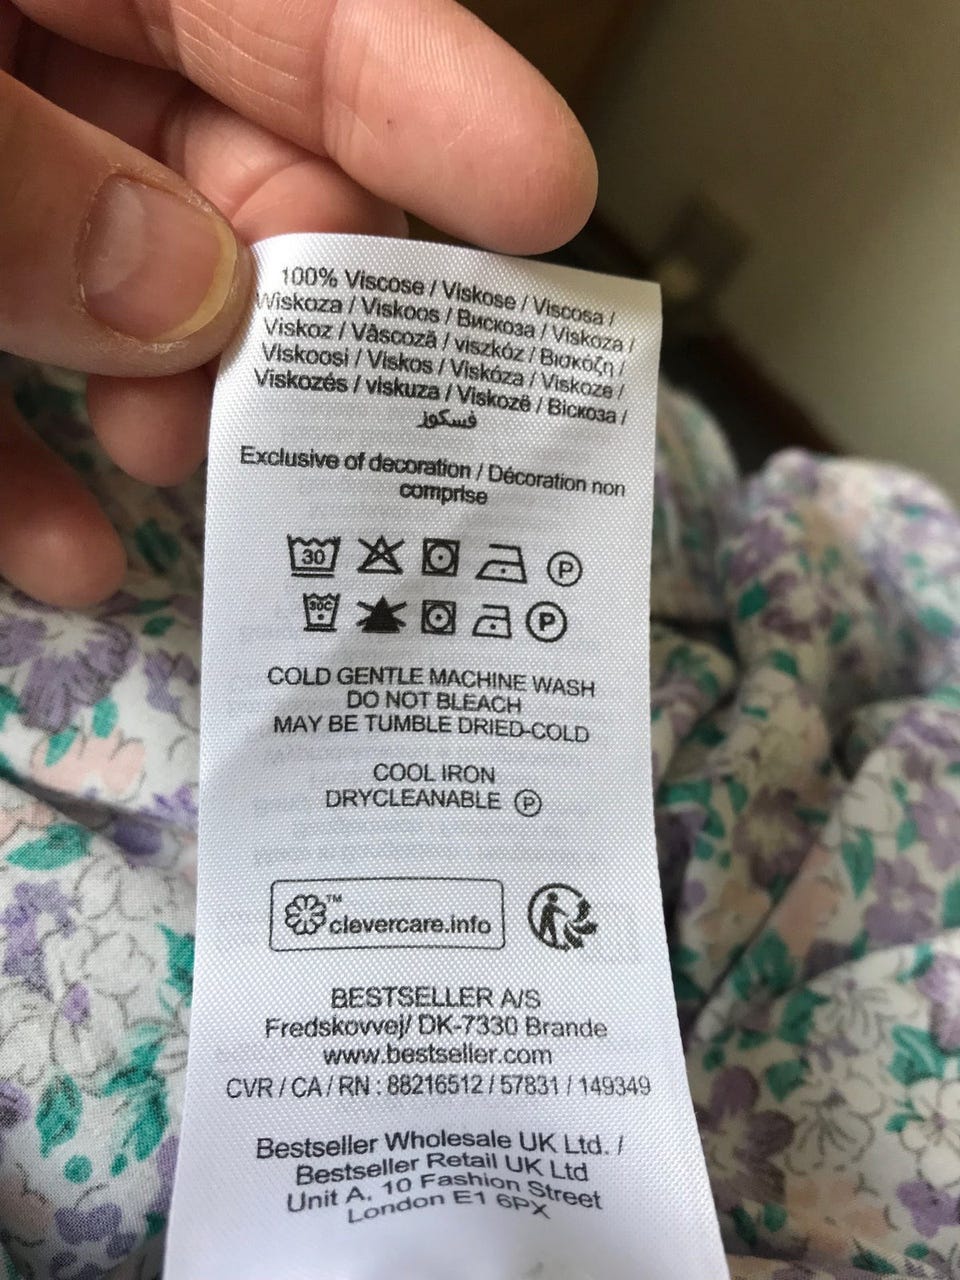 100% Viscose / Viskose / Viscosa /
Wiskoza / Viskoos / Вискоза / Viskoza /
Viskoz / Vâscoză / viszkóz / Βισκόζη /
Viskoosi / Viskos / Viskóza / Viskoze /
Viskozés / viskuza / Viskozë / Віскоза /
فسكوز
Exclusive of decoration / Décoration non
comprise
30 P
30C P
COLD GENTLE MACHINE WASH
DO NOT BLEACH
MAY BE TUMBLE DRIED-COLD
COOL IRON
DRYCLEANABLE P
TM
clevercare.info
BESTSELLER A/S
Fredskovvej/ DK-7330 Brande
www.bestseller.com
CVR / CA / RN : 88216512 / 57831 / 149349
Bestseller Wholesale UK Ltd. /
Bestseller Retail UK Ltd
Unit A, 10 Fashion Street
London E1 6PX